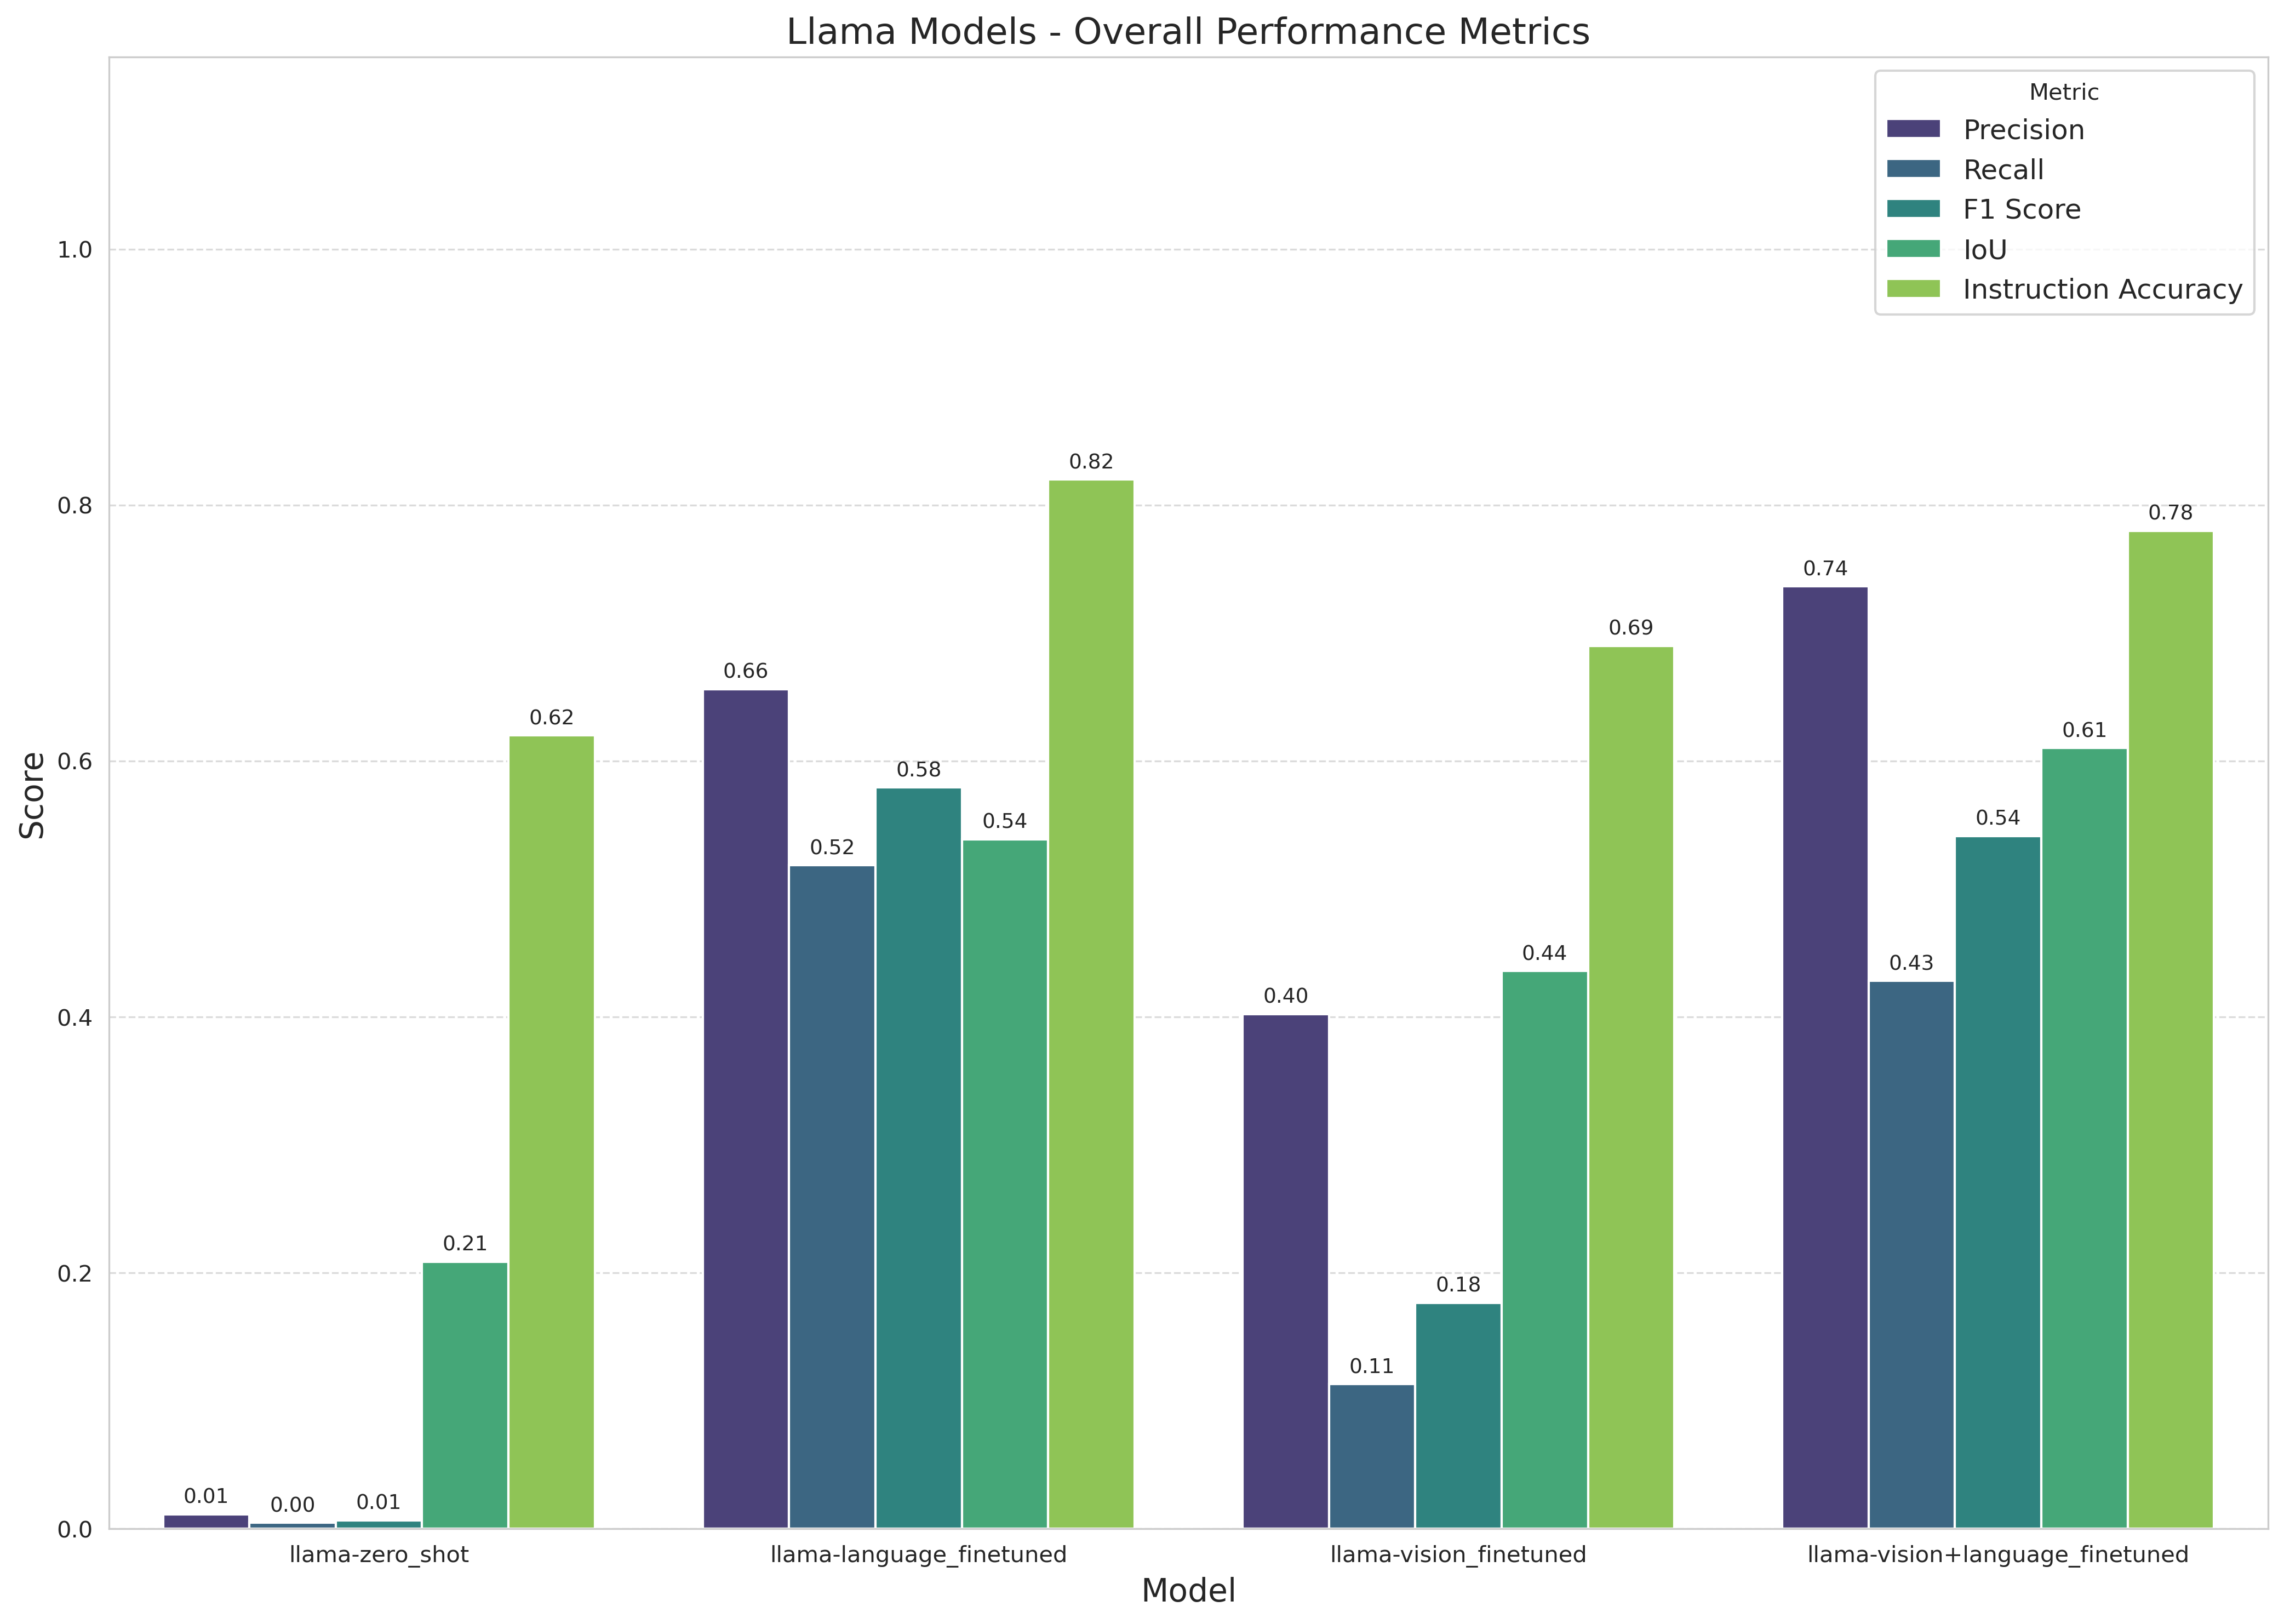 Llama Models - Overall Performance Metrics
Metric
Precision
Recall
F1 Score
IoU
Instruction Accuracy
Score
1.0
0.8
0.6
0.4
0.2
0.0
0.01
0.00
0.01
0.21
0.62
0.66
0.52
0.58
0.54
0.82
0.40
0.11
0.18
0.44
0.69
0.74
0.43
0.54
0.61
0.78
llama-zero_shot
llama-language_finetuned
llama-vision_finetuned
llama-vision+language_finetuned
Model